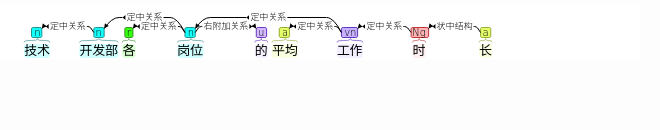 定中关系 定中关系
定中关系 定中关系 右附加关系 定中关系 定中关系 状中结构
n n r n u a vn Ng a
技术 开发部 各 岗位 的 平均 工作 时 长